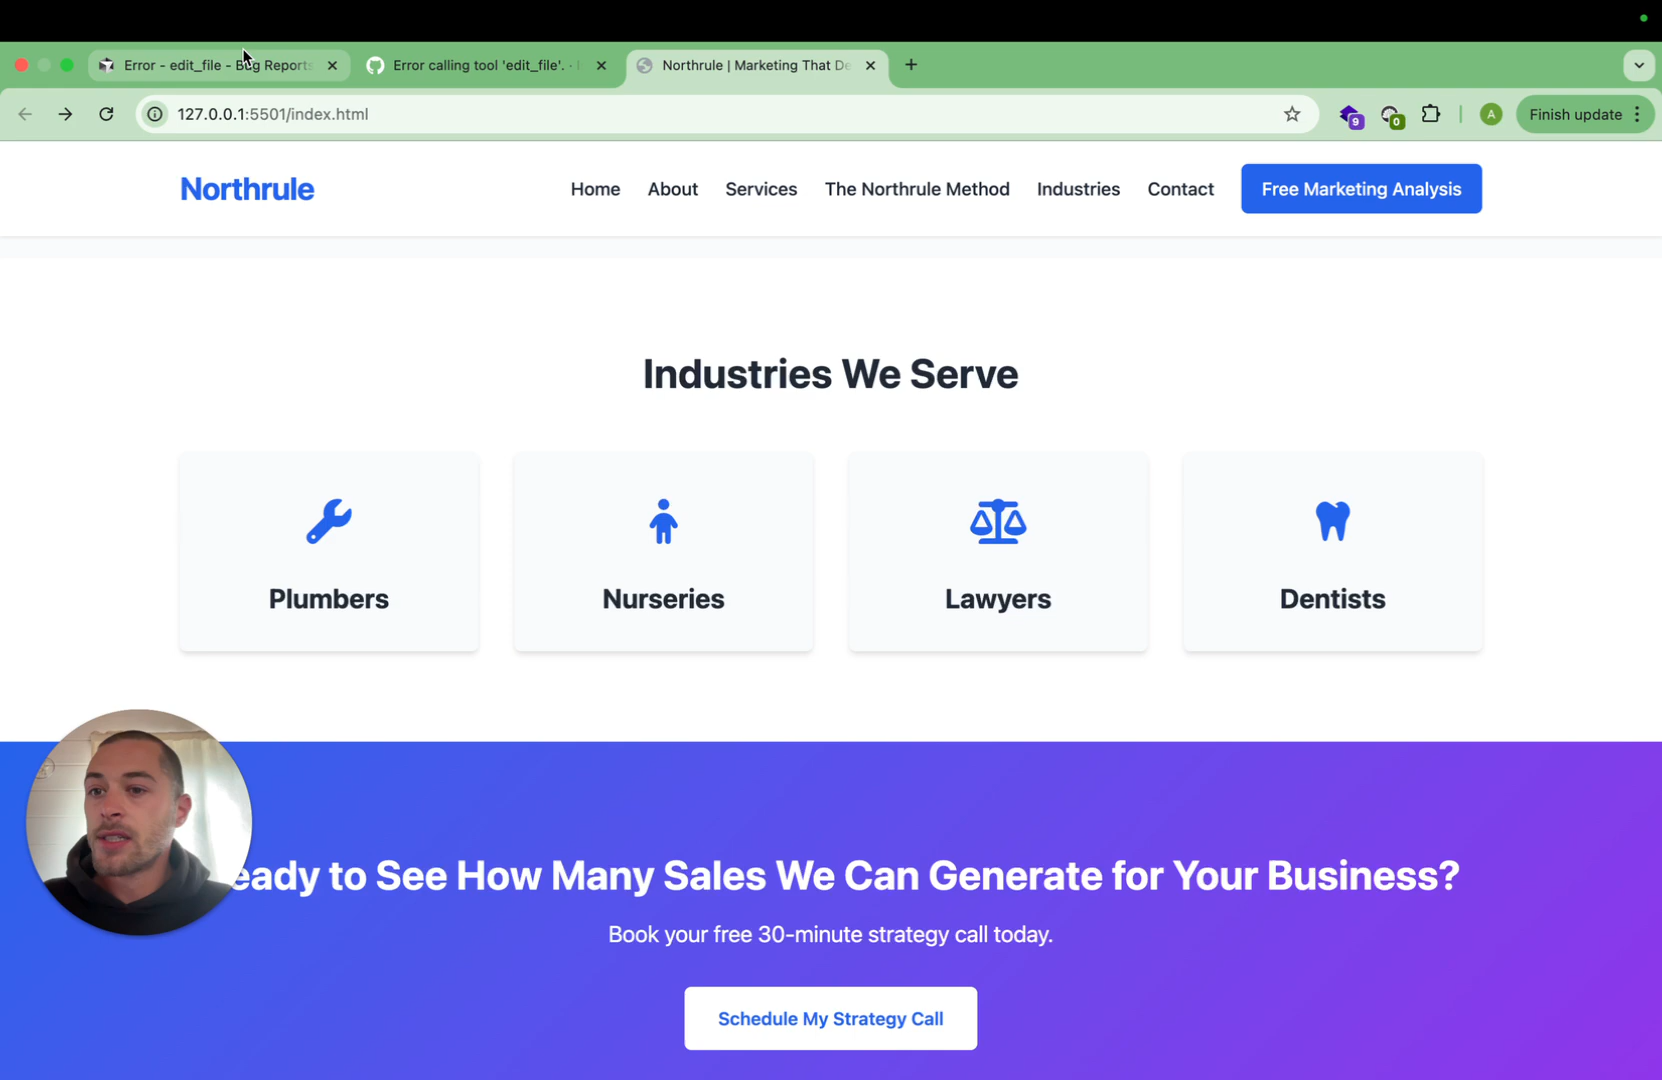 Error - edit_file - Bug Reports
Error calling tool 'edit_file'. ·
Northrule | Marketing That De
127.0.0.1:5501/index.html
9
0
A
Finish update
Northrule
Home
About
Services
The Northrule Method
Industries
Contact
Free Marketing Analysis
Industries We Serve
Plumbers
Nurseries
Lawyers
Dentists
eady to See How Many Sales We Can Generate for Your Business?
Book your free 30-minute strategy call today.
Schedule My Strategy Call